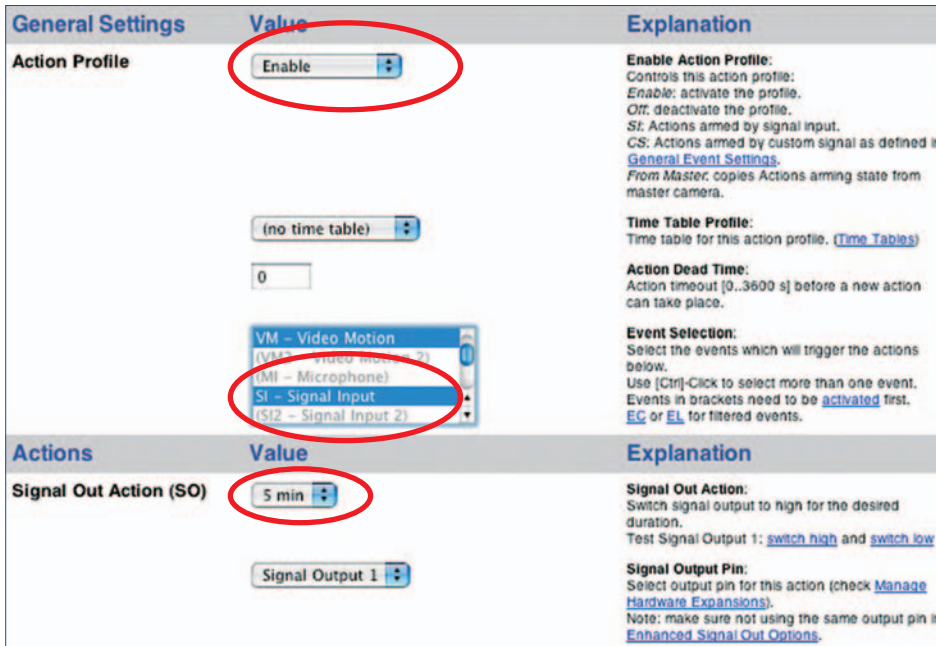 General Settings Value Explanation
Action Profile
Enable
Enable Action Profile:
Controls this action profile:
Enable: activate the profile.
Off: deactivate the profile.
SI: Actions armed by signal input.
CS: Actions armed by custom signal as defined
General Event Settings.
From Master: copies Actions arming state from
master camera.
(no time table)
Time Table Profile:
Time table for this action profile. (Time Tables)
0
Action Dead Time:
Action timeout [0..3600 s] before a new action
can take place.
VM – Video Motion
(VM2 – Video Motion 2)
(MI – Microphone)
SI – Signal Input
(SI2 – Signal Input 2)
Event Selection:
Select the events which will trigger the actions
below.
Use [Ctrl]-Click to select more than one event.
Events in brackets need to be activated first.
EC or EL for filtered events.
Actions Value Explanation
Signal Out Action (SO)
5 min
Signal Out Action:
Switch signal output to high for the desired
duration.
Test Signal Output 1: switch high and switch low
Signal Output 1
Signal Output Pin:
Select output pin for this action (check Manage
Hardware Expansions).
Note: make sure not using the same output pin
Enhanced Signal Out Options.